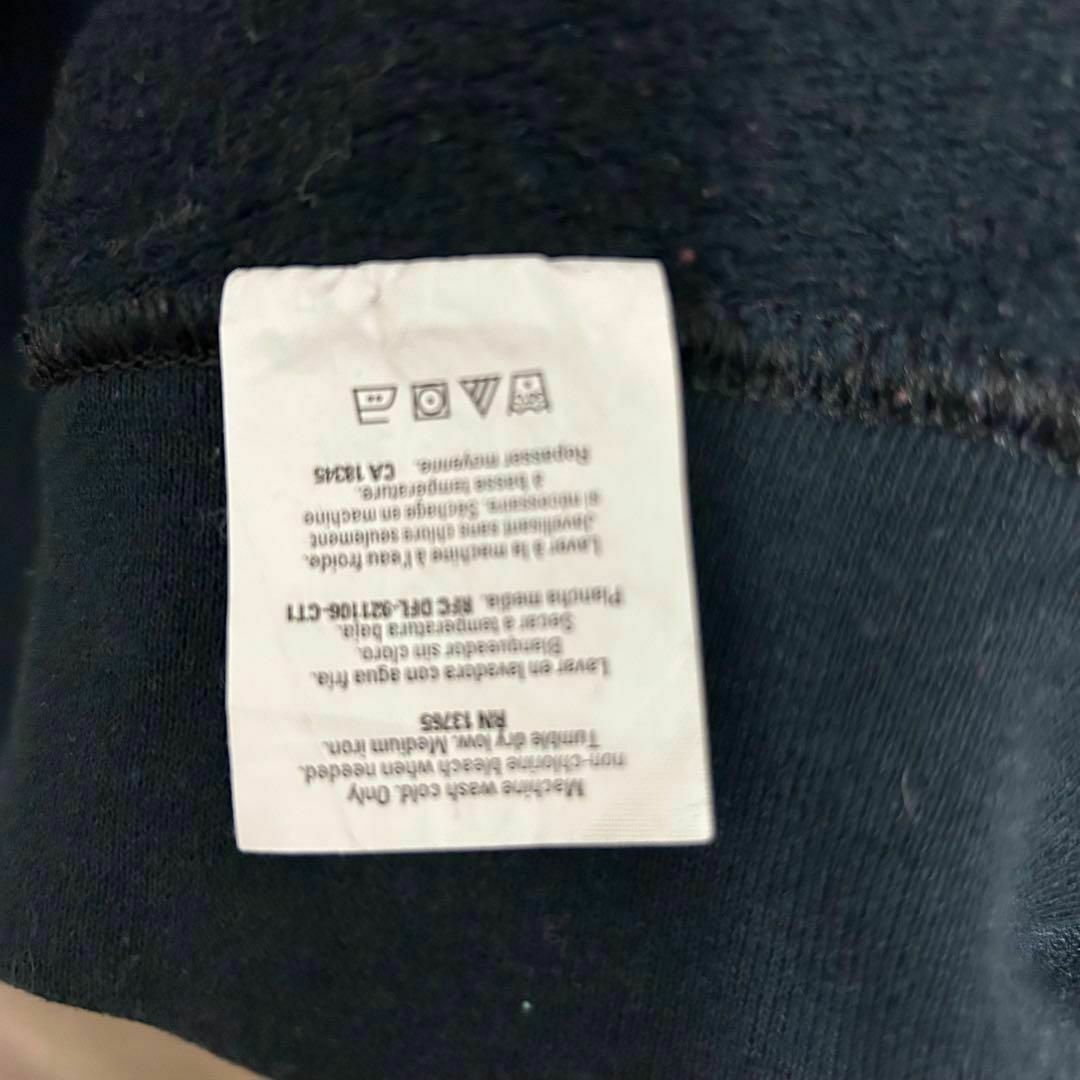 Machine wash cold. Only
non-chlorine bleach when needed.
Tumble dry low. Medium iron.
RN 13765
Lavar en lavadora con agua fría.
Blanqueador sin cloro.
Secar a temperatura baja.
Plancha media. RFC DFL-921106-CT1
Laver à la machine à l'eau froide.
Javellisant sans chlore seulement
si nécessaire. Séchage en machine
à basse température.
Repasser moyenne. CA 18345